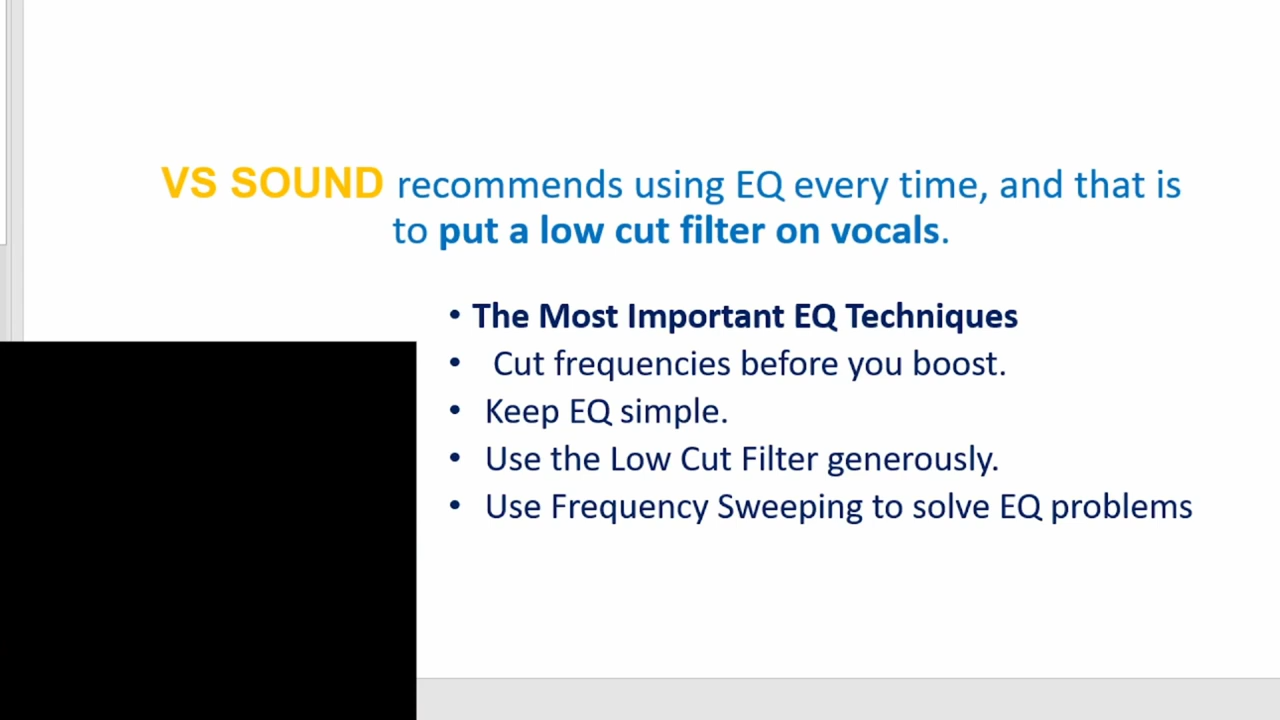 VS SOUND recommends using EQ every time, and that is
to put a low cut filter on vocals.
• The Most Important EQ Techniques
• Cut frequencies before you boost.
• Keep EQ simple.
• Use the Low Cut Filter generously.
• Use Frequency Sweeping to solve EQ problems